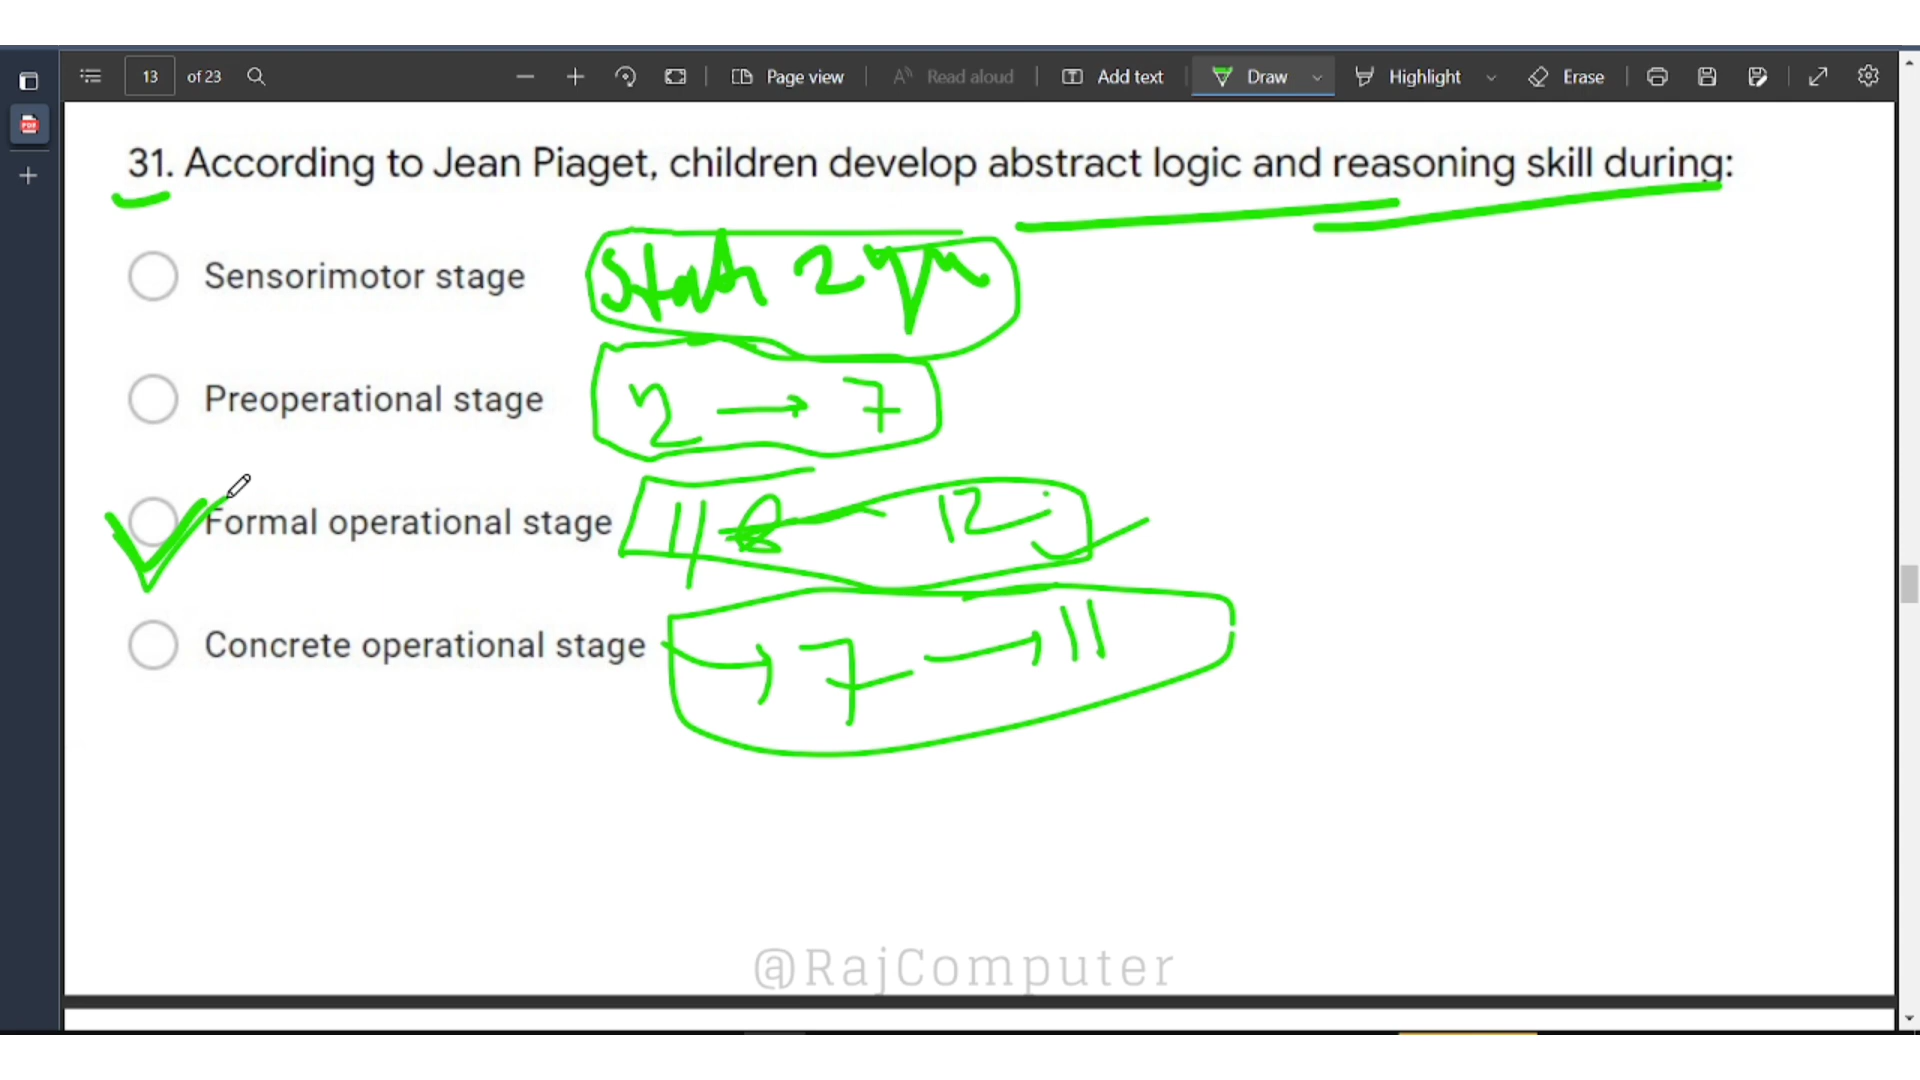 13 of 23 Page view Read aloud Add text Draw Highlight Erase
31. According to Jean Piaget, children develop abstract logic and reasoning skill during:
Sensorimotor stage 2
Preoperational stage 2 → 7
Formal operational stage 11 12
Concrete operational stage → 7 → 11
@RajComputer